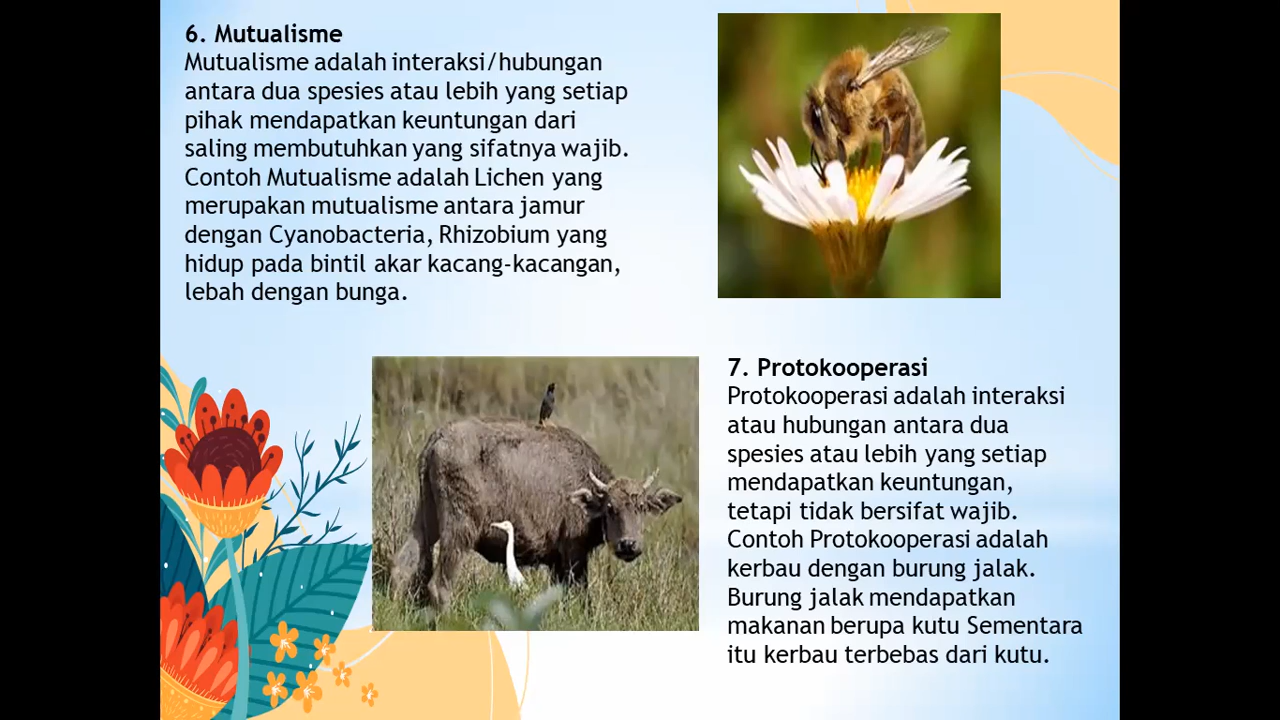 6. Mutualisme
Mutualisme adalah interaksi/hubungan
antara dua spesies atau lebih yang setiap
pihak mendapatkan keuntungan dari
saling membutuhkan yang sifatnya wajib.
Contoh Mutualisme adalah Lichen yang
merupakan mutualisme antara jamur
dengan Cyanobacteria, Rhizobium yang
hidup pada bintil akar kacang-kacangan,
lebah dengan bunga.
7. Protokooperasi
Protokooperasi adalah interaksi
atau hubungan antara dua
spesies atau lebih yang setiap
mendapatkan keuntungan,
tetapi tidak bersifat wajib.
Contoh Protokooperasi adalah
kerbau dengan burung jalak.
Burung jalak mendapatkan
makanan berupa kutu Sementara
itu kerbau terbebas dari kutu.